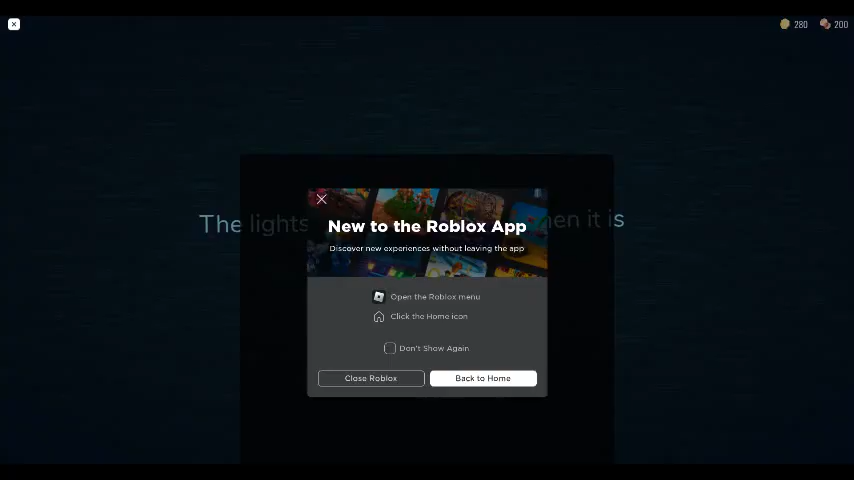 280 200
The lights hen it is
New to the Roblox App
Discover new experiences without leaving the app
Open the Roblox menu
Click the Home icon
Don't Show Again
Close Roblox Back to Home